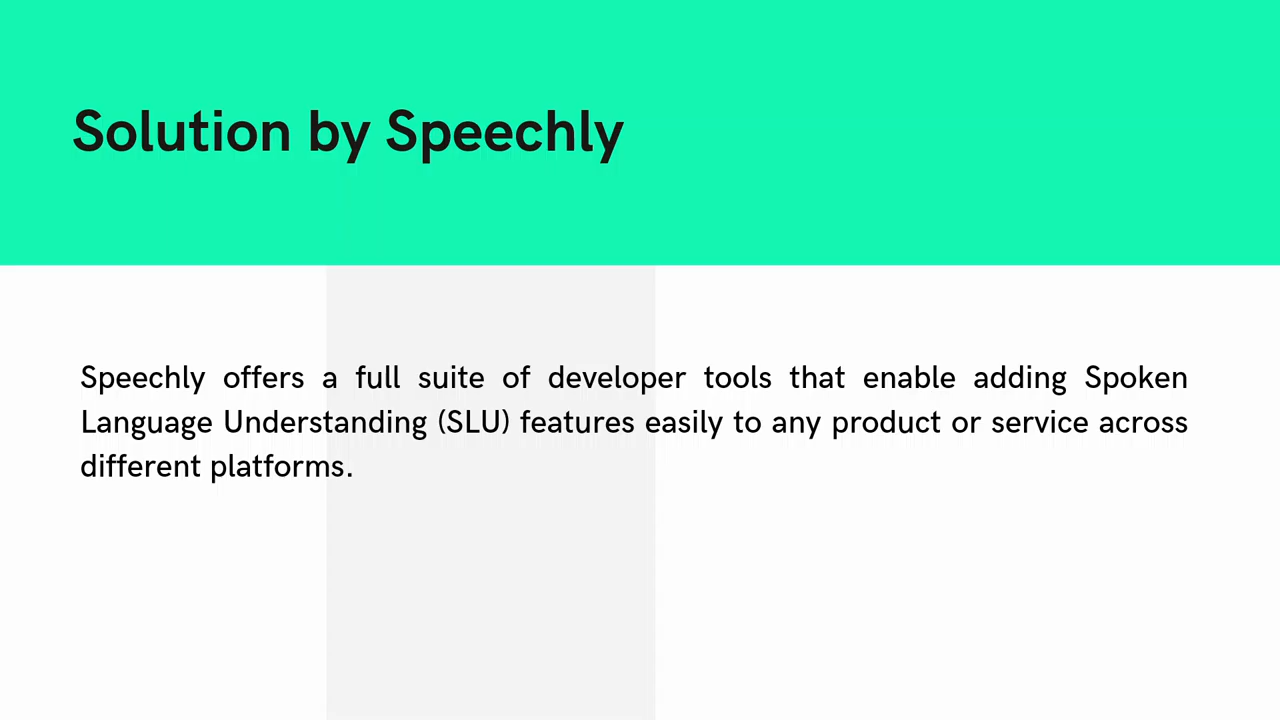 Solution by Speechly
Speechly offers a full suite of developer tools that enable adding Spoken
Language Understanding (SLU) features easily to any product or service across
different platforms.